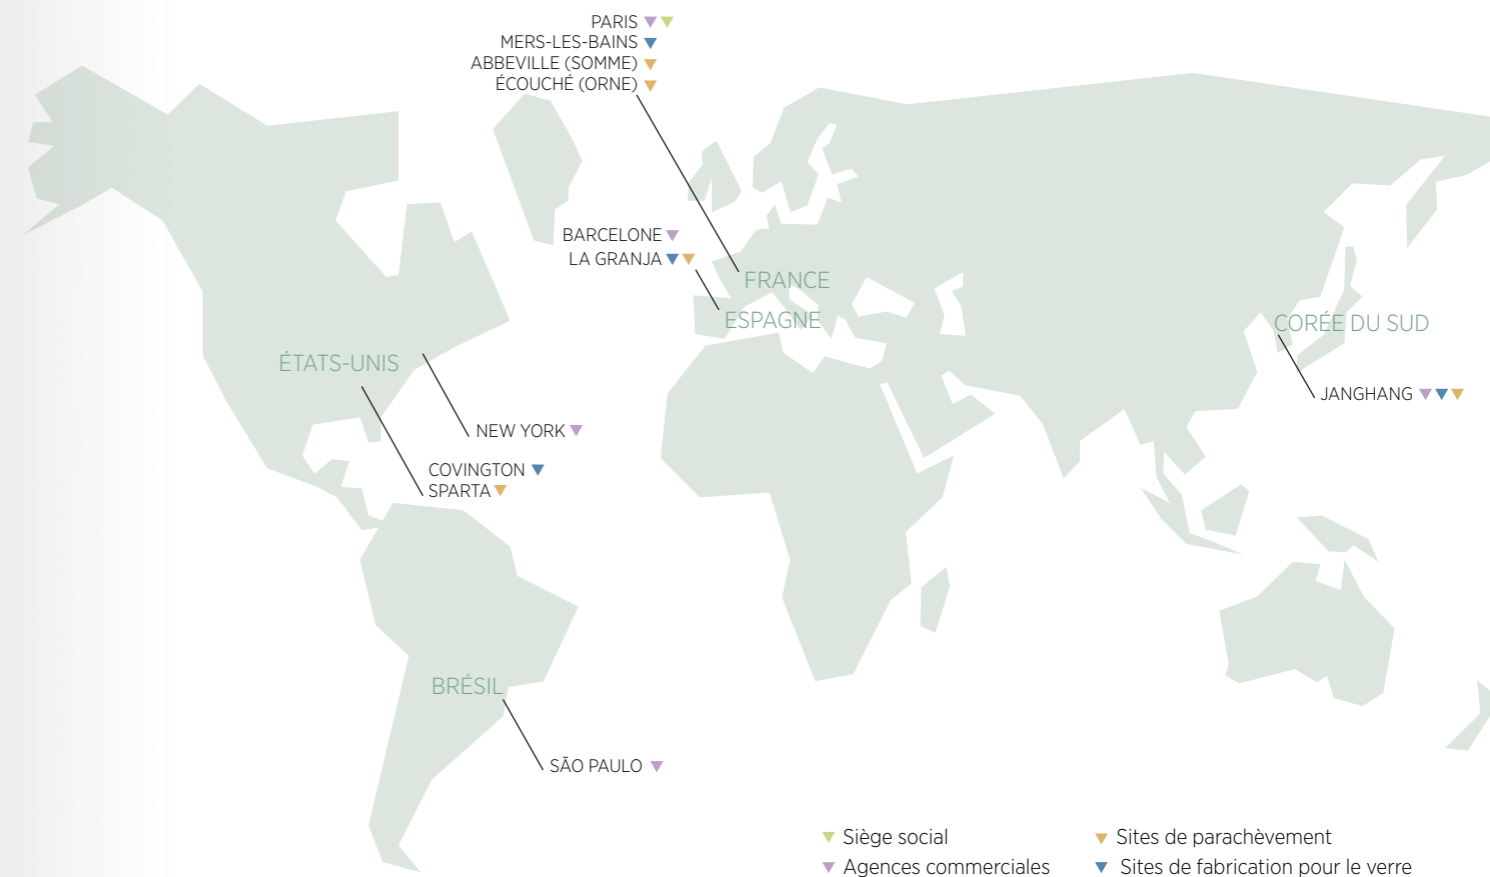 PARIS
MERS-LES-BAINS
ABBEVILLE (SOMME)
ÉCOUCHÉ (ORNE)
BARCELONE
LA GRANJA
FRANCE
ESPAGNE
CORÉE DU SUD
ÉTATS-UNIS
JANGHANG
NEW YORK
COVINGTON
SPARTA
BRÉSIL
SÃO PAULO
Siège social
Agences commerciales
Sites de parachèvement
Sites de fabrication pour le verre